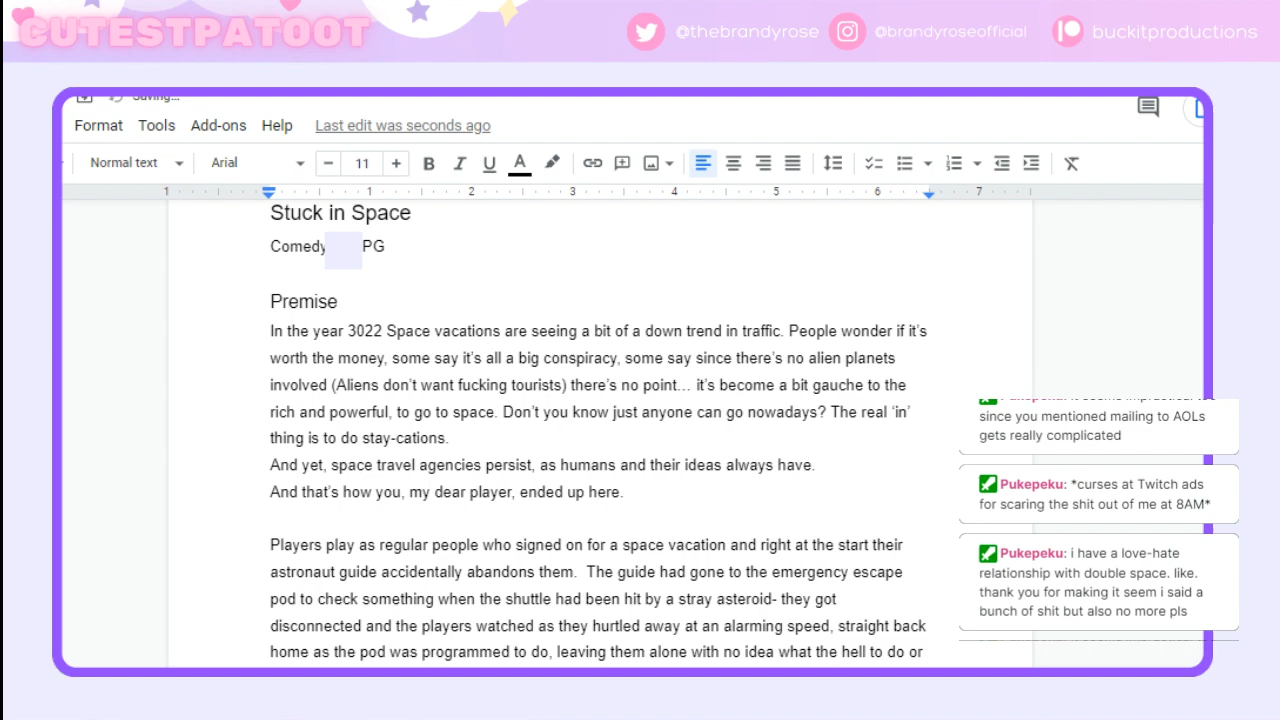 CUTESTPATOOT
@thebrandyrose
@brandyroseofficial
buckitproductions
Saving...
Format Tools Add-ons Help Last edit was seconds ago
Normal text Arial − 11 + B I U A
1 1 2 3 4 5 6 7
Stuck in Space
Comedy PG
Premise
In the year 3022 Space vacations are seeing a bit of a down trend in traffic. People wonder if it’s
worth the money, some say it’s all a big conspiracy, some say since there’s no alien planets
involved (Aliens don’t want fucking tourists) there’s no point… it’s become a bit gauche to the
rich and powerful, to go to space. Don’t you know just anyone can go nowadays? The real ‘in’
thing is to do stay-cations.
And yet, space travel agencies persist, as humans and their ideas always have.
And that’s how you, my dear player, ended up here.
Players play as regular people who signed on for a space vacation and right at the start their
astronaut guide accidentally abandons them.  The guide had gone to the emergency escape
pod to check something when the shuttle had been hit by a stray asteroid- they got
disconnected and the players watched as they hurtled away at an alarming speed, straight back
home as the pod was programmed to do, leaving them alone with no idea what the hell to do or
since you mentioned mailing to AOLs
gets really complicated
Pukepeku: *curses at Twitch ads
for scaring the shit out of me at 8AM*
Pukepeku: i have a love-hate
relationship with double space. like.
thank you for making it seem i said a
bunch of shit but also no more pls